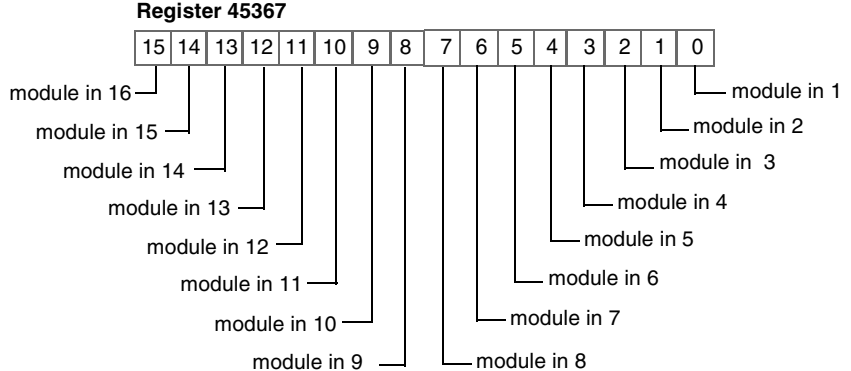 Register 45367
15 14 13 12 11 10 9 8 7 6 5 4 3 2 1 0
module in 16
module in 1
module in 15
module in 2
module in 14
module in 3
module in 13
module in 4
module in 12
module in 5
module in 11
module in 6
module in 10
module in 7
module in 9
module in 8